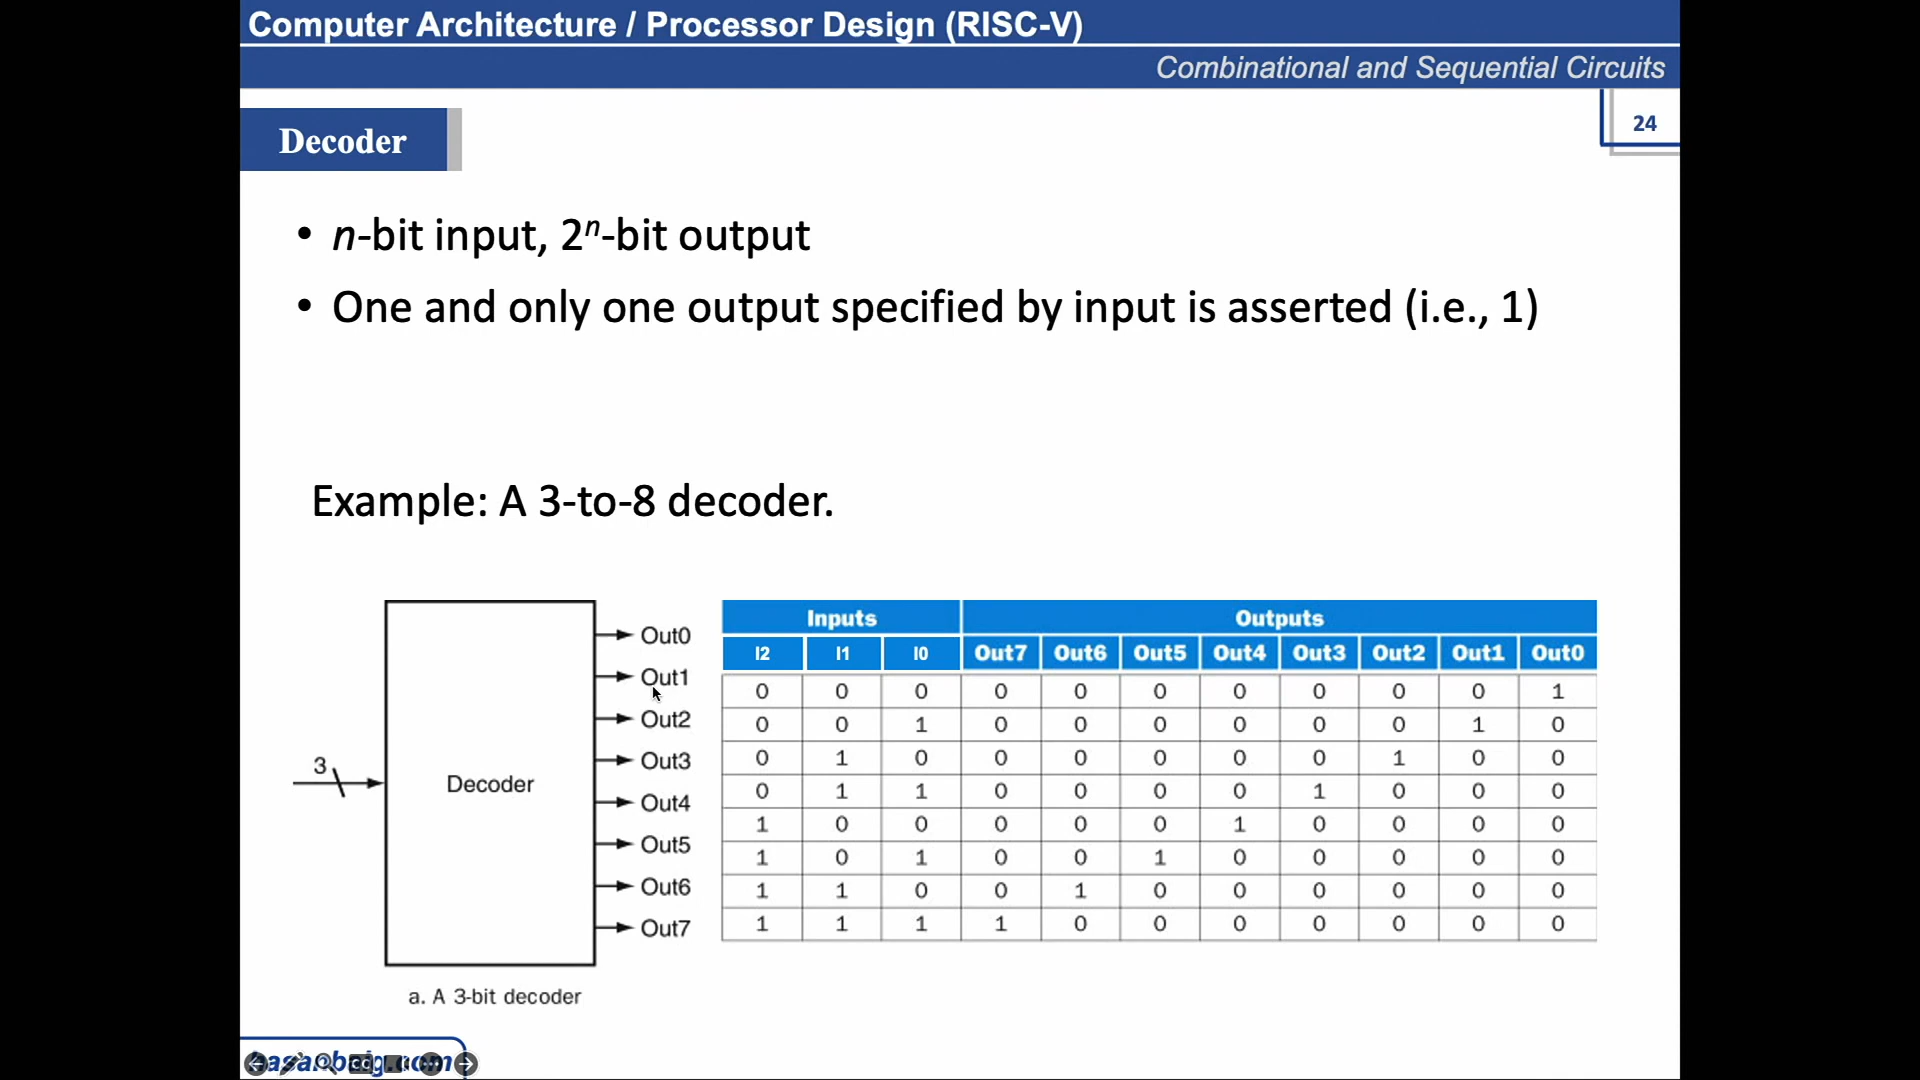 Computer Architecture / Processor Design (RISC-V)
Combinational and Sequential Circuits
Decoder
24
• n-bit input, 2ⁿ-bit output
• One and only one output specified by input is asserted (i.e., 1)
Example: A 3-to-8 decoder.
3
Decoder
Out0
Out1
Out2
Out3
Out4
Out5
Out6
Out7
a. A 3-bit decoder
Inputs Outputs
I2 I1 I0 Out7 Out6 Out5 Out4 Out3 Out2 Out1 Out0
0 0 0 0 0 0 0 0 0 0 1
0 0 1 0 0 0 0 0 0 1 0
0 1 0 0 0 0 0 0 1 0 0
0 1 1 0 0 0 0 1 0 0 0
1 0 0 0 0 0 1 0 0 0 0
1 0 1 0 0 1 0 0 0 0 0
1 1 0 0 1 0 0 0 0 0 0
1 1 1 1 0 0 0 0 0 0 0